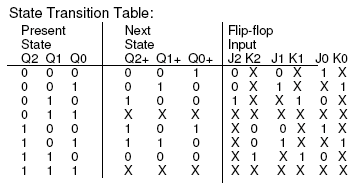 State Transition Table:
Present Next Flip-flop
State State Input
Q2 Q1 Q0 Q2+ Q1+ Q0+ J2 K2 J1 K1 J0 K0
0 0 0 0 0 1 0 X 0 X 1 X
0 0 1 0 1 0 0 X 1 X X 1
0 1 0 1 0 0 1 X X 1 0 X
0 1 1 X X X X X X X X X
1 0 0 1 0 1 X 0 0 X 1 X
1 0 1 1 1 0 X 0 1 X X 1
1 1 0 0 0 0 X 1 X 1 0 X
1 1 1 X X X X X X X X X